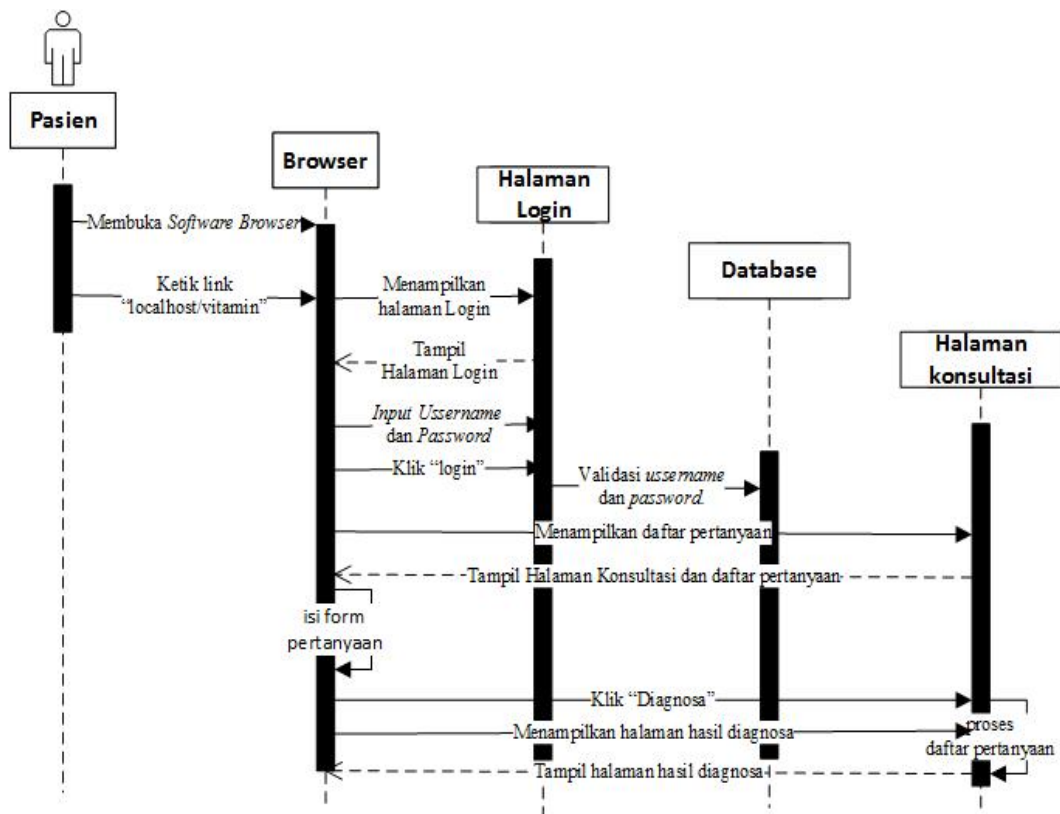 Pasien
Browser
Halaman
Login
Database
Halaman
konsultasi
Membuka Software Browser
Ketik link
“localhost/vitamin”
Menampilkan
halaman Login
Tampil
Halaman Login
Input Ussername
dan Password
Klik “login”
Validasi ussername
dan password.
Menampilkan daftar pertanyaan
Tampil Halaman Konsultasi dan daftar pertanyaan
isi form
pertanyaan
Klik “Diagnosa”
Menampilkan halaman hasil diagnosa
proses
daftar pertanyaan
Tampil halaman hasil diagnosa